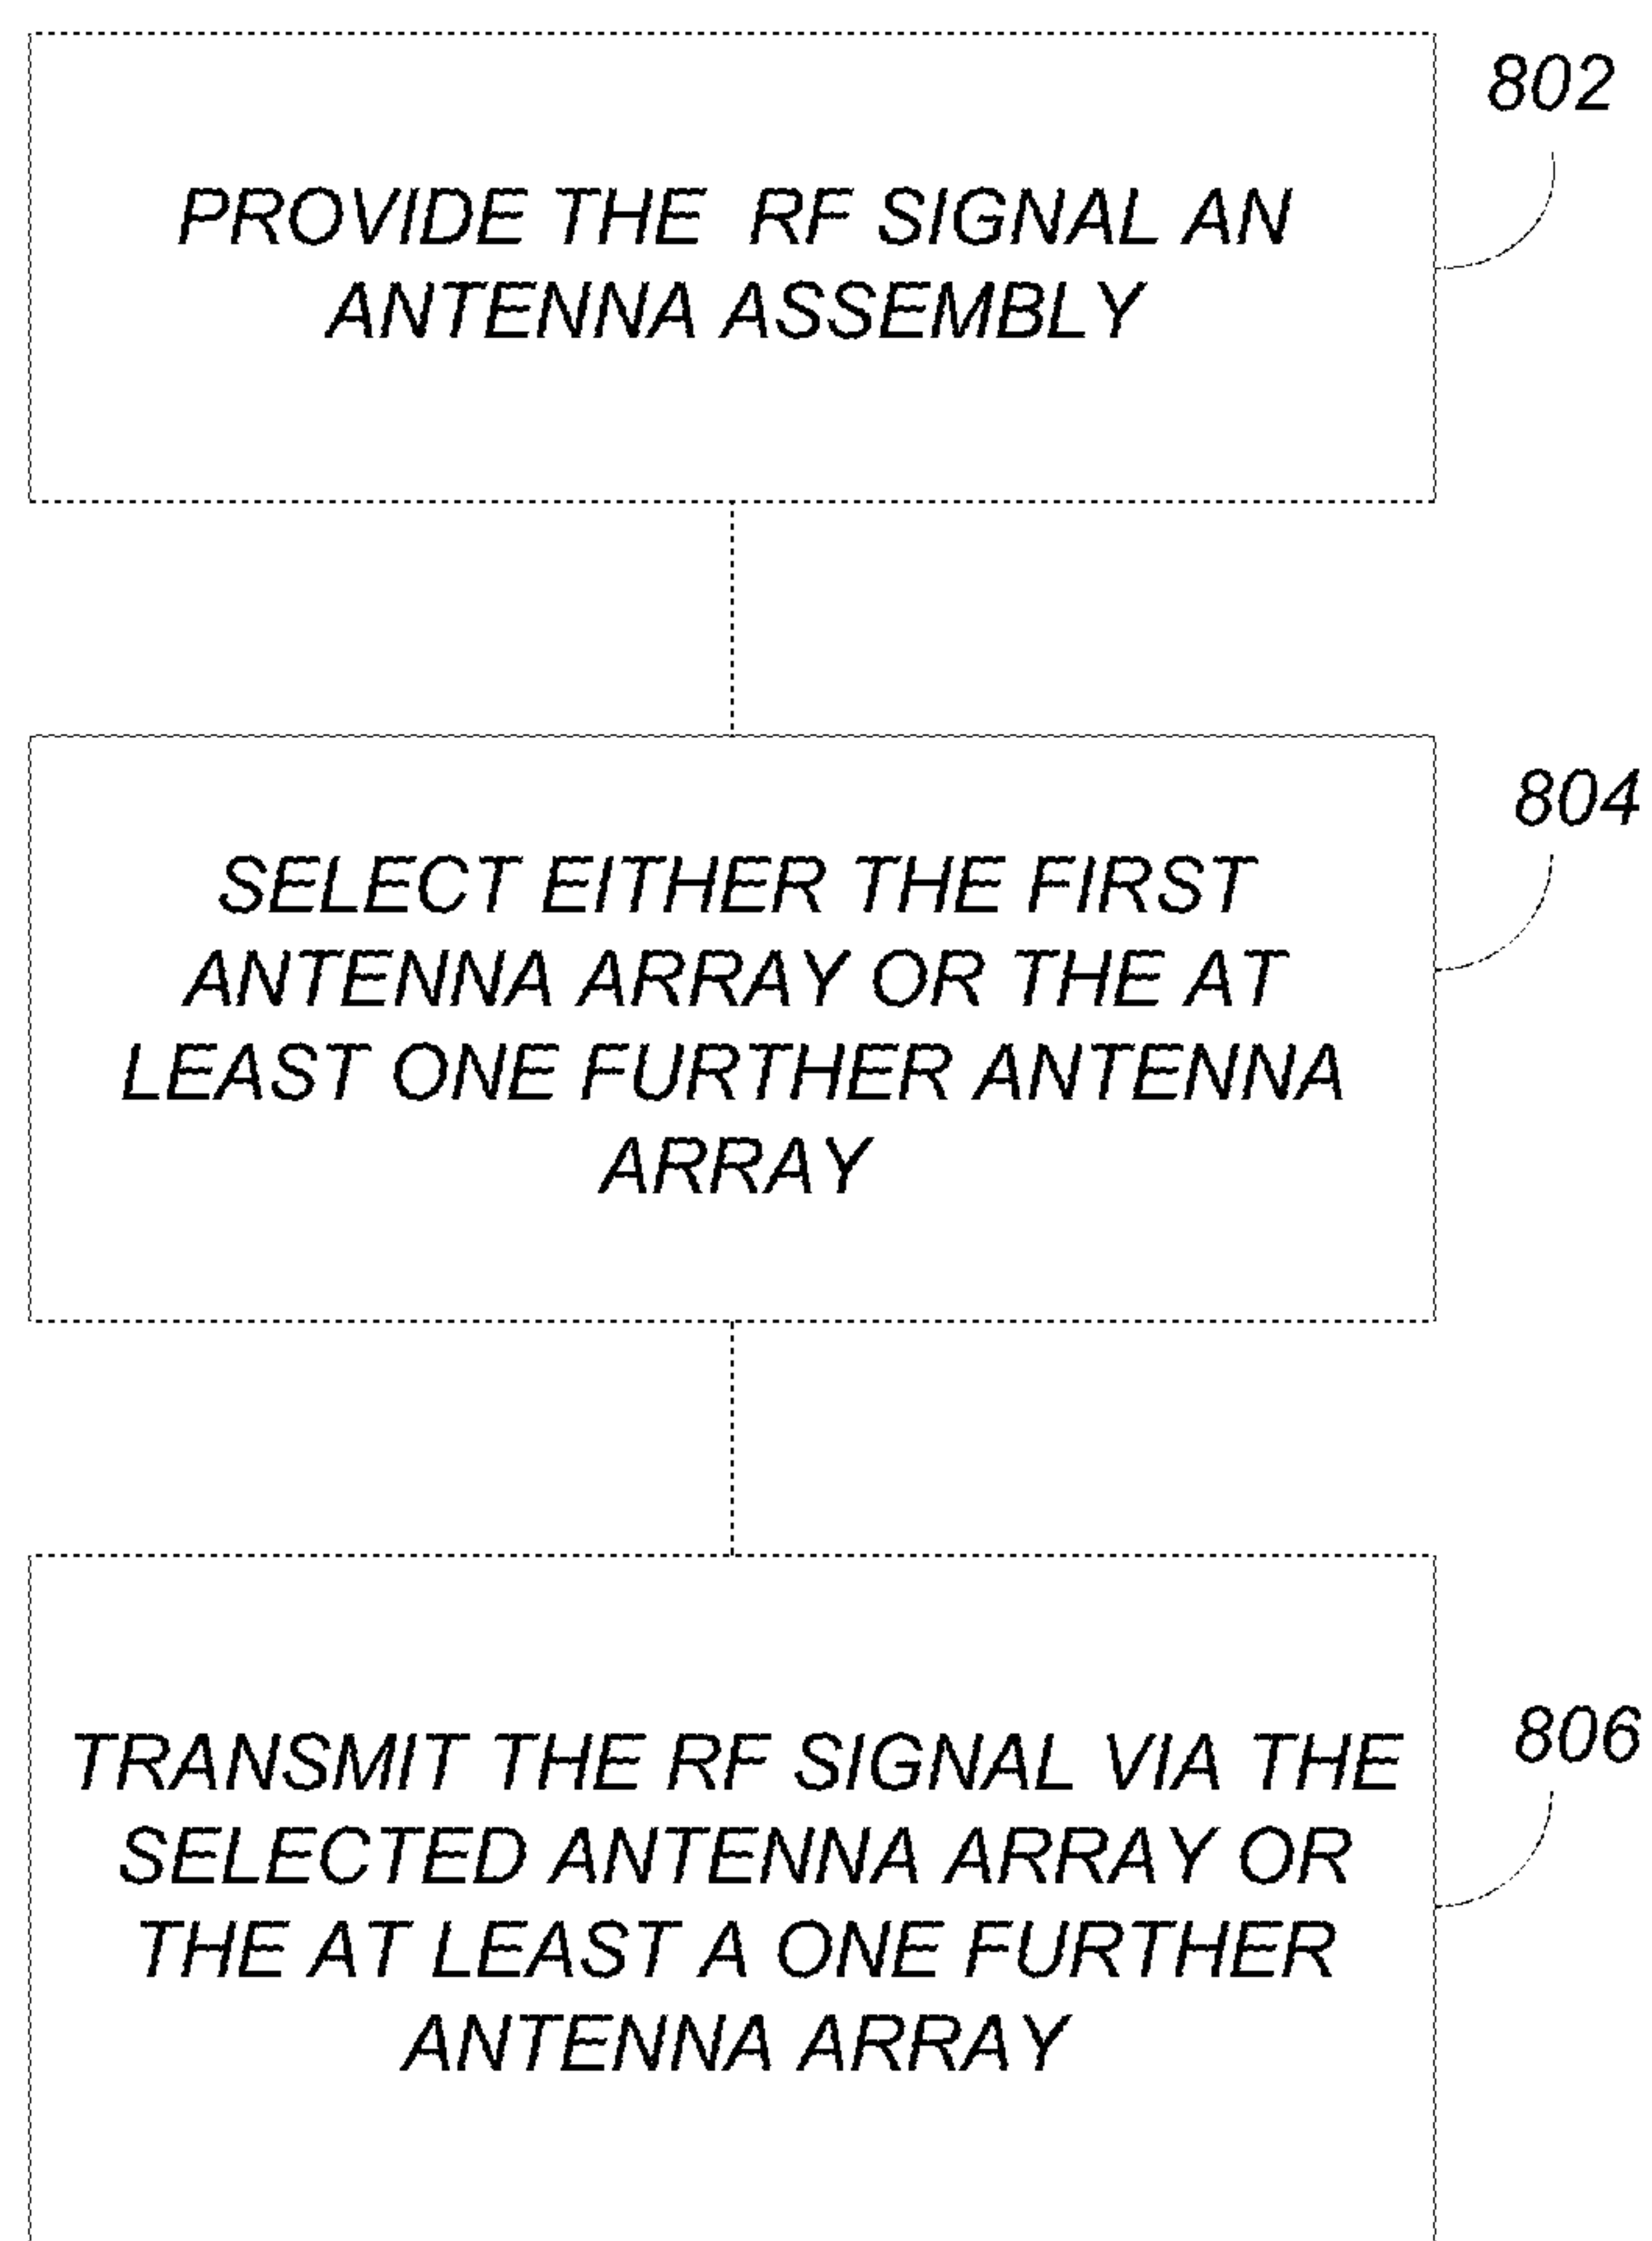 802
PROVIDE THE RF SIGNAL AN
ANTENNA ASSEMBLY
804
SELECT EITHER THE FIRST
ANTENNA ARRAY OR THE AT
LEAST ONE FURTHER ANTENNA
ARRAY
806
TRANSMIT THE RF SIGNAL VIA THE
SELECTED ANTENNA ARRAY OR
THE AT LEAST A ONE FURTHER
ANTENNA ARRAY